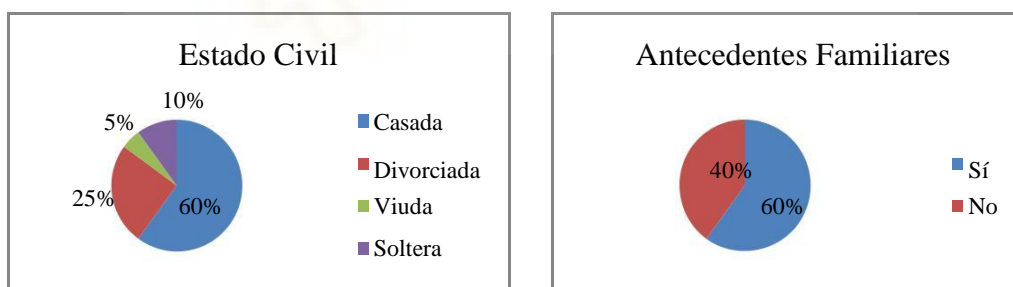 Estado Civil
10%
5%
25%
60%
Casada
Divorciada
Viuda
Soltera
Antecedentes Familiares
40%
60%
Sí
No